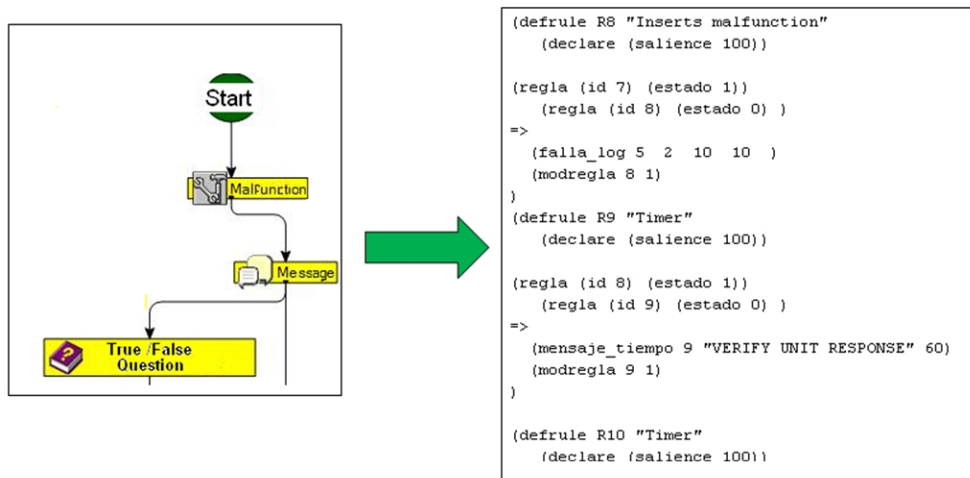 Start
Malfunction
Message
True /False
Question
(defrule R8 "Inserts malfunction"
(declare (salience 100))
(regla (id 7) (estado 1))
(regla (id 8) (estado 0) )
=>
(falla_log 5 2 10 10 )
(modregla 8 1)
)
(defrule R9 "Timer"
(declare (salience 100))
(regla (id 8) (estado 1))
(regla (id 9) (estado 0) )
=>
(mensaje_tiempo 9 "VERIFY UNIT RESPONSE" 60)
(modregla 9 1)
)
(defrule R10 "Timer"
(declare (salience 100))